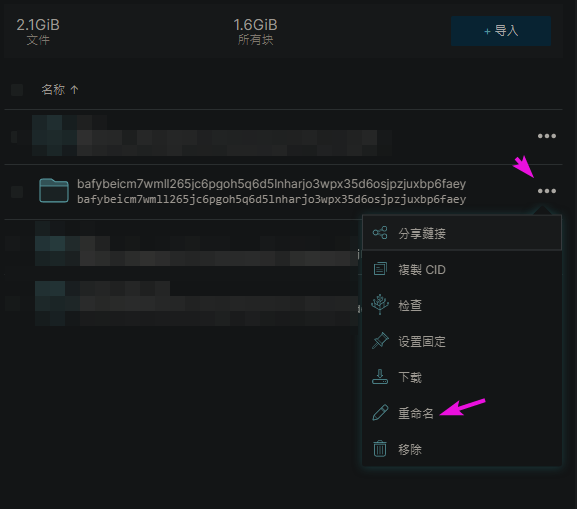 2.1GiB
文件
1.6GiB
所有块
+ 导入
名称 ↑
bafybeicm7wmll265jc6pgoh5q6d5lnharjo3wpx35d6osjpzjuxbp6faey
bafybeicm7wmll265jc6pgoh5q6d5lnharjo3wpx35d6osjpzjuxbp6faey
分享鏈接
複製 CID
检查
设置固定
下载
重命名
移除